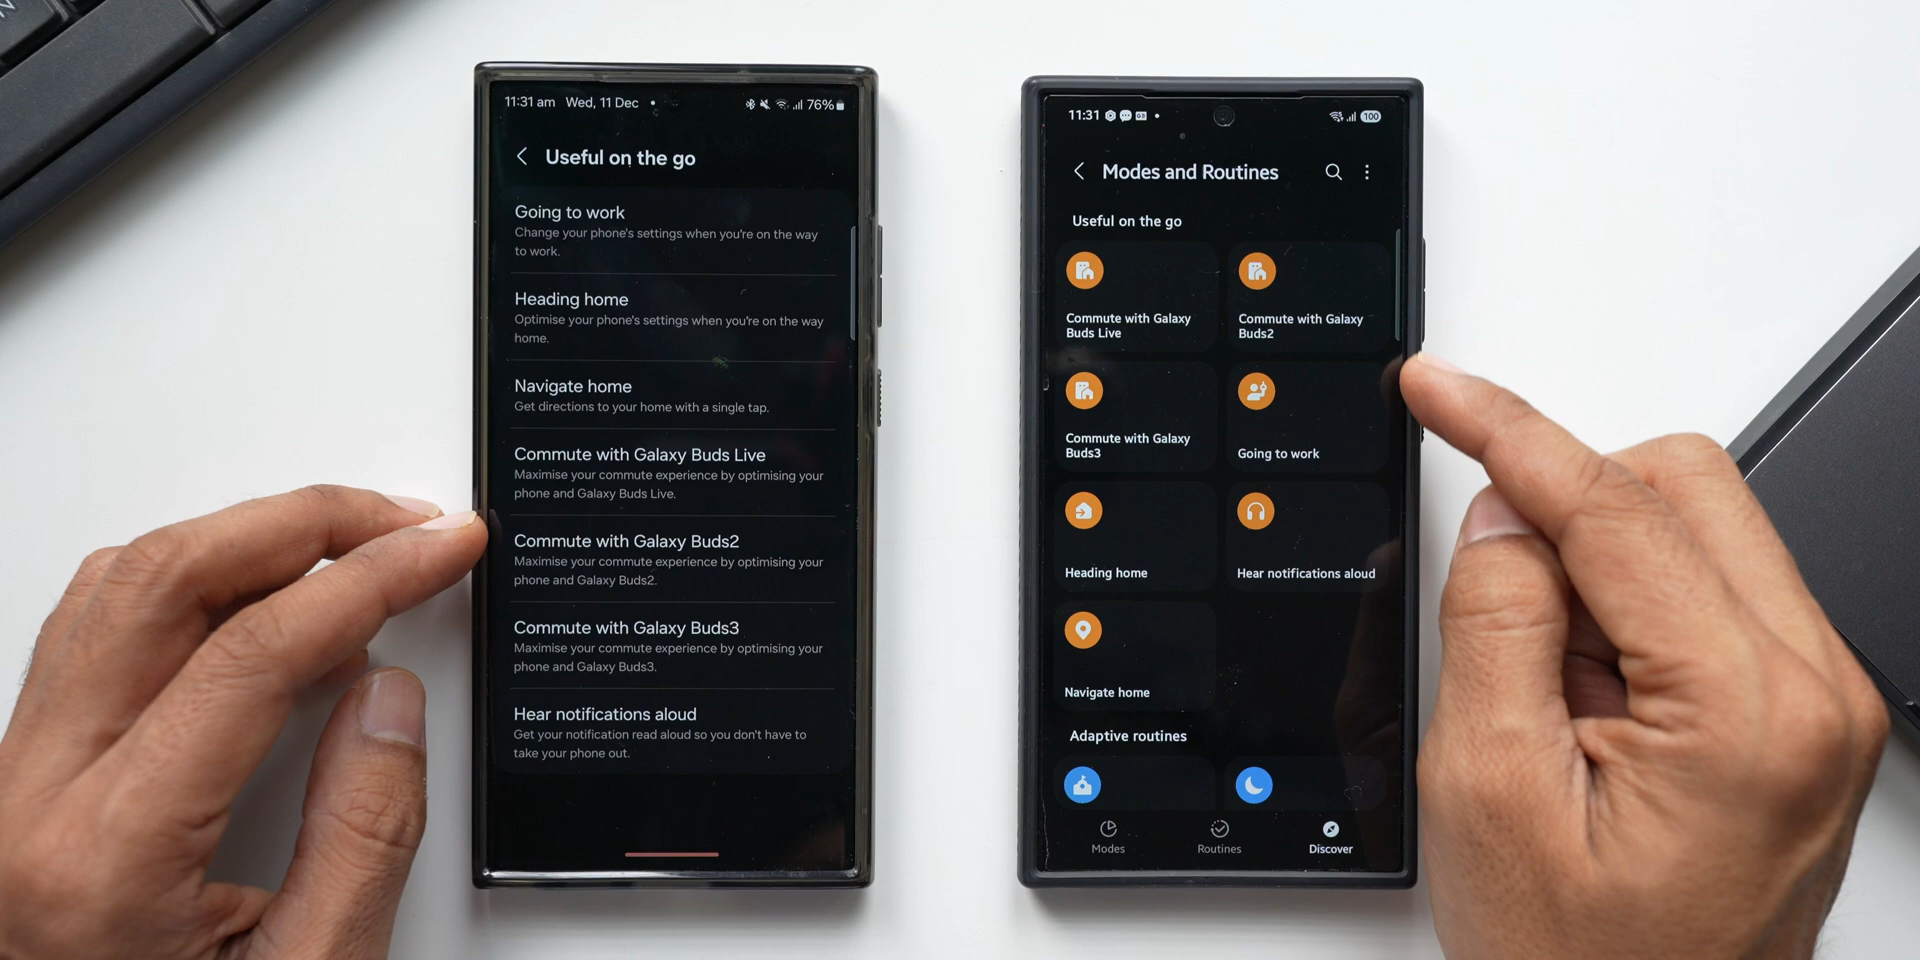 11:31 am Wed, 11 Dec
76%
Useful on the go
Going to work
Change your phone's settings when you're on the way
to work.
Heading home
Optimise your phone's settings when you're on the way
home.
Navigate home
Get directions to your home with a single tap.
Commute with Galaxy Buds Live
Maximise your commute experience by optimising your
phone and Galaxy Buds Live.
Commute with Galaxy Buds2
Maximise your commute experience by optimising your
phone and Galaxy Buds2.
Commute with Galaxy Buds3
Maximise your commute experience by optimising your
phone and Galaxy Buds3.
Hear notifications aloud
Get your notification read aloud so you don't have to
take your phone out.
11:31
100
Modes and Routines
Useful on the go
Commute with Galaxy
Buds Live
Commute with Galaxy
Buds2
Commute with Galaxy
Buds3
Going to work
Heading home
Hear notifications aloud
Navigate home
Adaptive routines
Modes
Routines
Discover